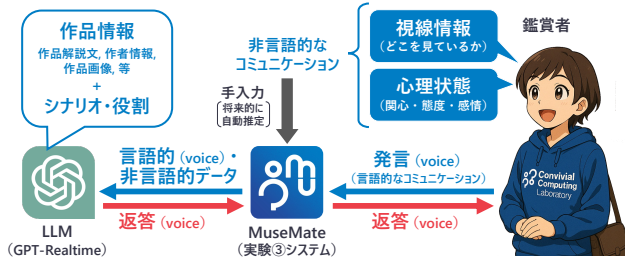 作品情報
作品解説文, 作者情報,
作品画像, 等
+
シナリオ・役割
非言語的な
コミュニケーション
視線情報
(どこを見ているか)
心理状態
(関心・態度・感情)
鑑賞者
手入力
[将来的に
自動推定]
言語的 (voice)・
非言語的データ
返答 (voice)
発言 (voice)
(言語的なコミュニケーション)
返答 (voice)
Convivial
Computing
Laboratory
LLM
(GPT-Realtime)
MuseMate
(実験③システム)